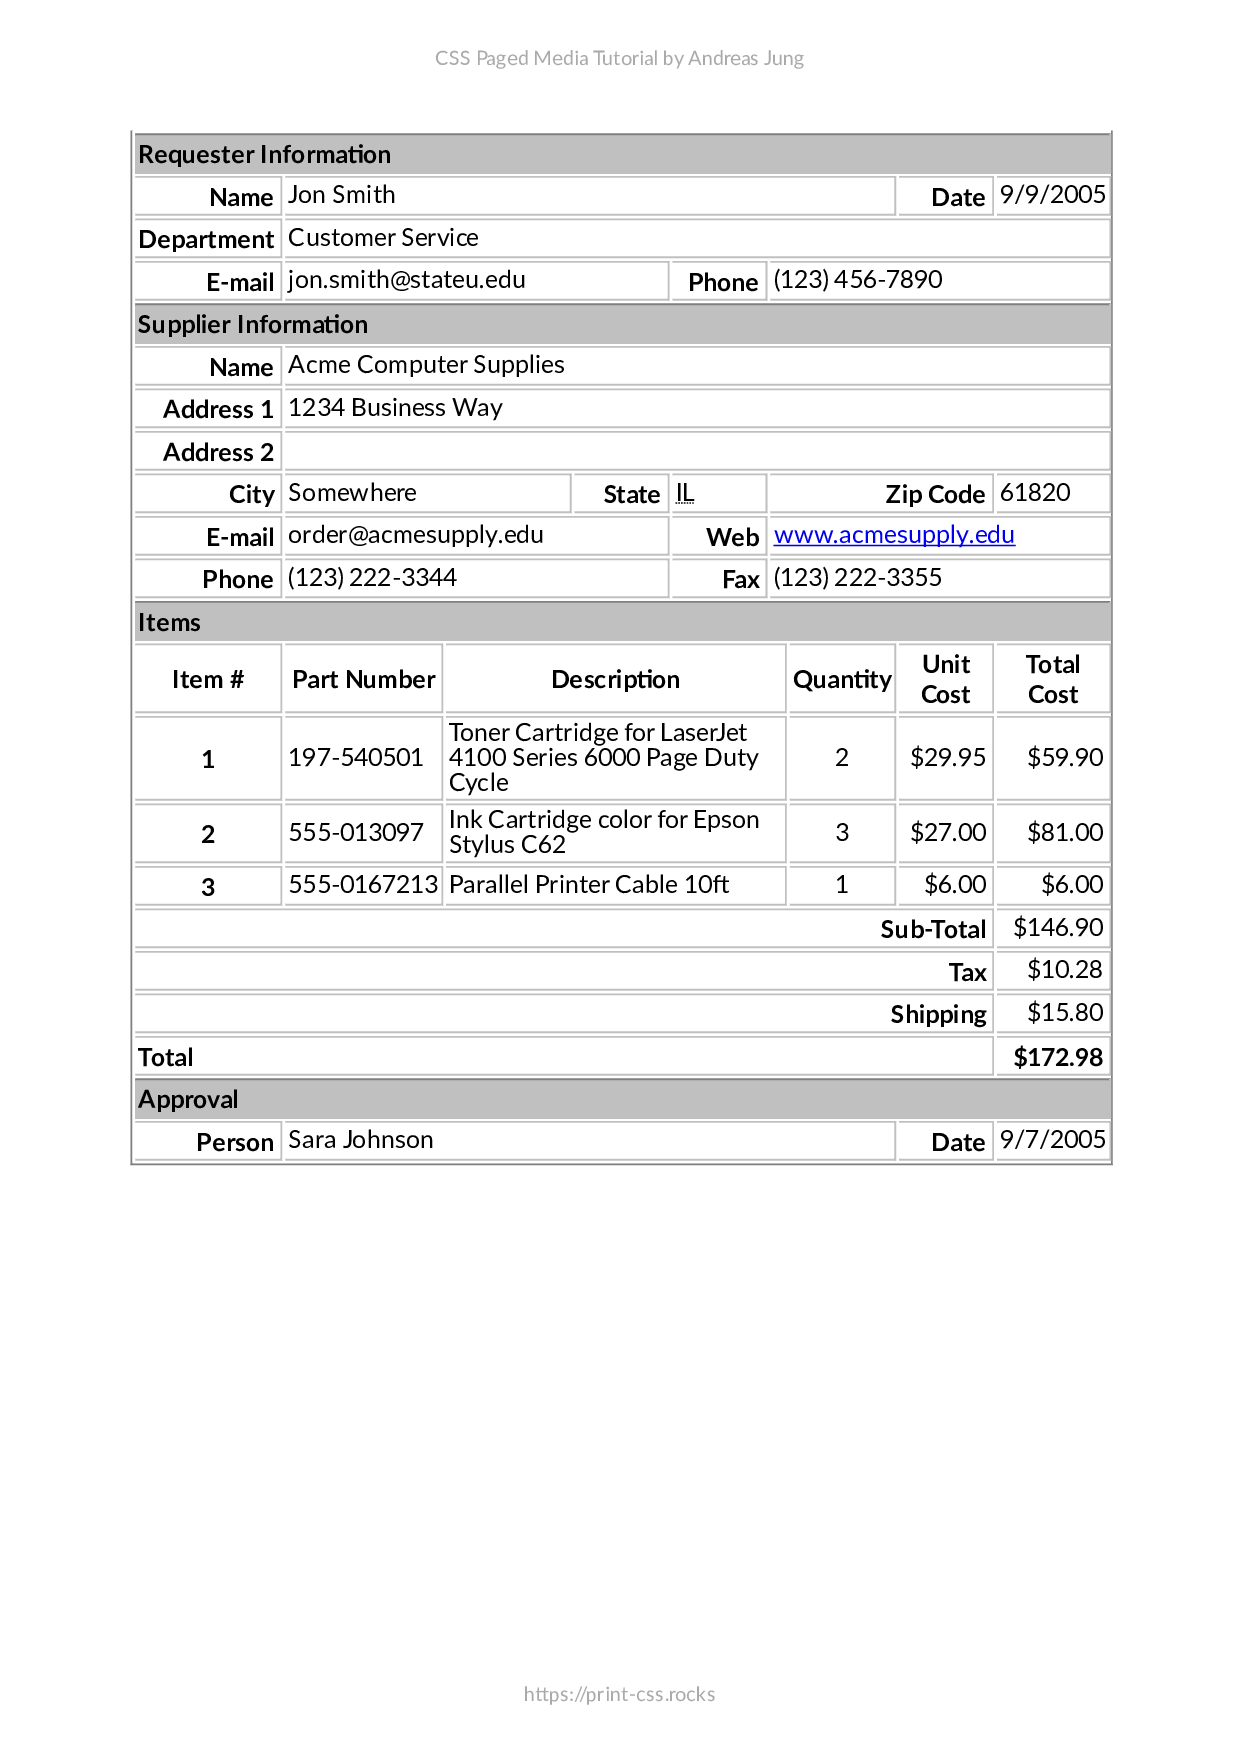 CSS Paged Media Tutorial by Andreas Jung
Requester Information
Name Jon Smith Date 9/9/2005
Department Customer Service
E-mail jon.smith@stateu.edu Phone (123) 456-7890
Supplier Information
Name Acme Computer Supplies
Address 1 1234 Business Way
Address 2
City Somewhere State IL Zip Code 61820
E-mail order@acmesupply.edu Web www.acmesupply.edu
Phone (123) 222-3344 Fax (123) 222-3355
Items
Item # Part Number Description Quantity Unit Cost Total Cost
1 197-540501 Toner Cartridge for LaserJet
4100 Series 6000 Page Duty
Cycle 2 $29.95 $59.90
2 555-013097 Ink Cartridge color for Epson
Stylus C62 3 $27.00 $81.00
3 555-0167213 Parallel Printer Cable 10ft 1 $6.00 $6.00
Sub-Total $146.90
Tax $10.28
Shipping $15.80
Total $172.98
Approval
Person Sara Johnson Date 9/7/2005
https://print-css.rocks